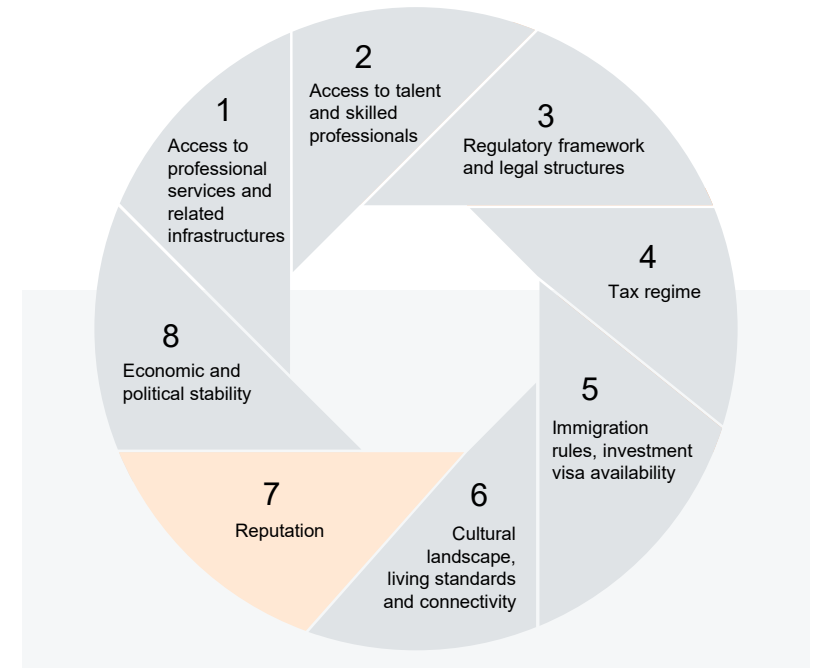 1
Access to
professional
services and
related
infrastructures
2
Access to talent
and skilled
professionals
3
Regulatory framework
and legal structures
4
Tax regime
5
Immigration
rules, investment
visa availability
6
Cultural
landscape,
living standards
and connectivity
7
Reputation
8
Economic and
political stability